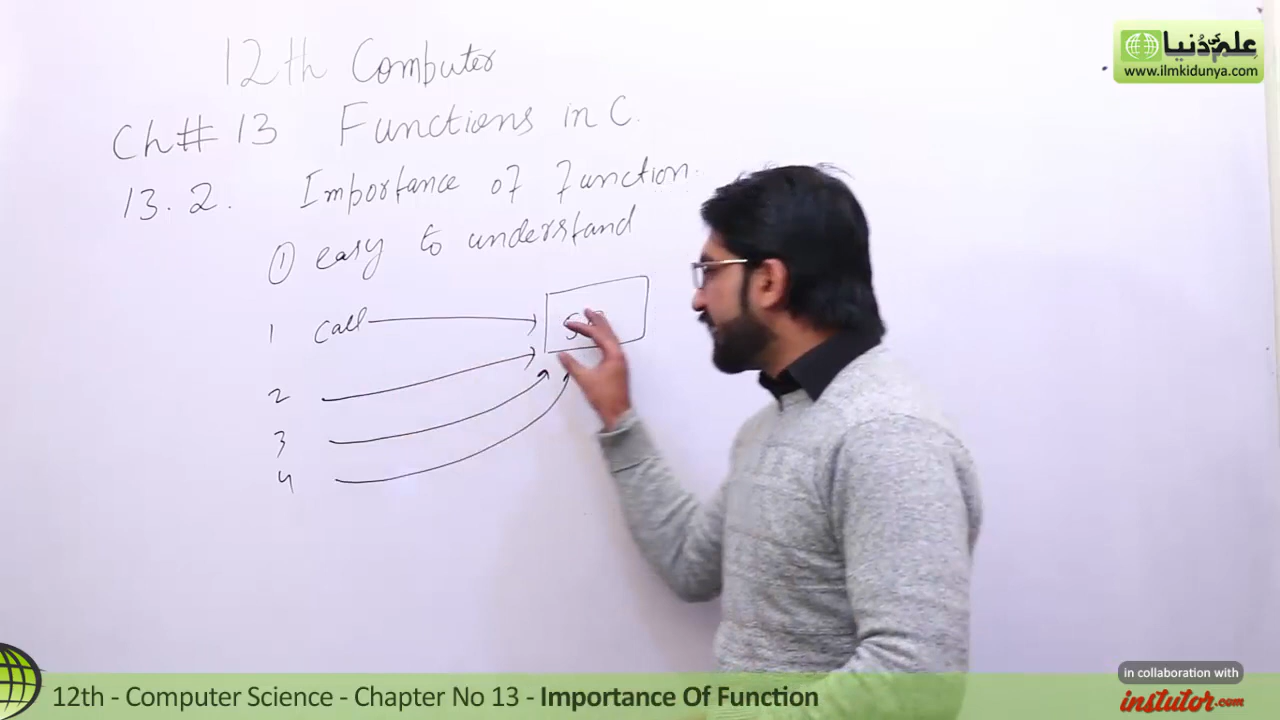 12th Computer
Ch# 13 Functions in C.
13.2. Importance of Function.
① easy to understand
1 call
2
3
4
علم کی دنیا
www.ilmkidunya.com
in collaboration with
instutor.com
12th - Computer Science - Chapter No 13 - Importance Of Function